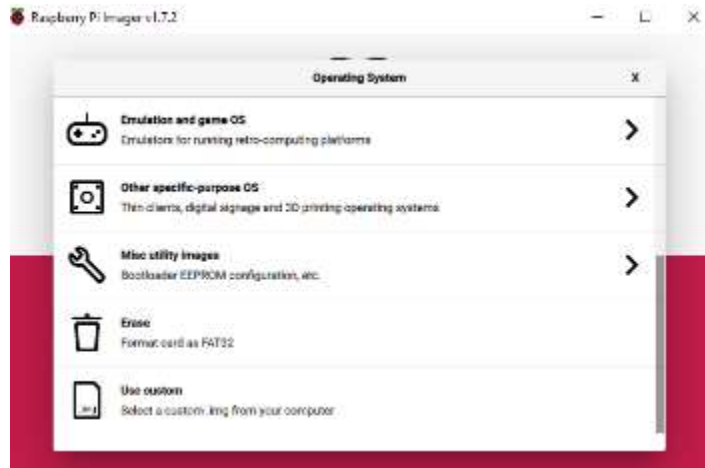 Raspberry Pi Imager v1.7.2
Operating System
X
Emulation and game OS
Emulators for running retro-computing platforms
Other specific-purpose OS
Thin clients, digital signage and 3D printing operating systems
Misc utility images
Bootloader EEPROM configuration, etc.
Erase
Format card as FAT32
Use custom
Select a custom .img from your computer